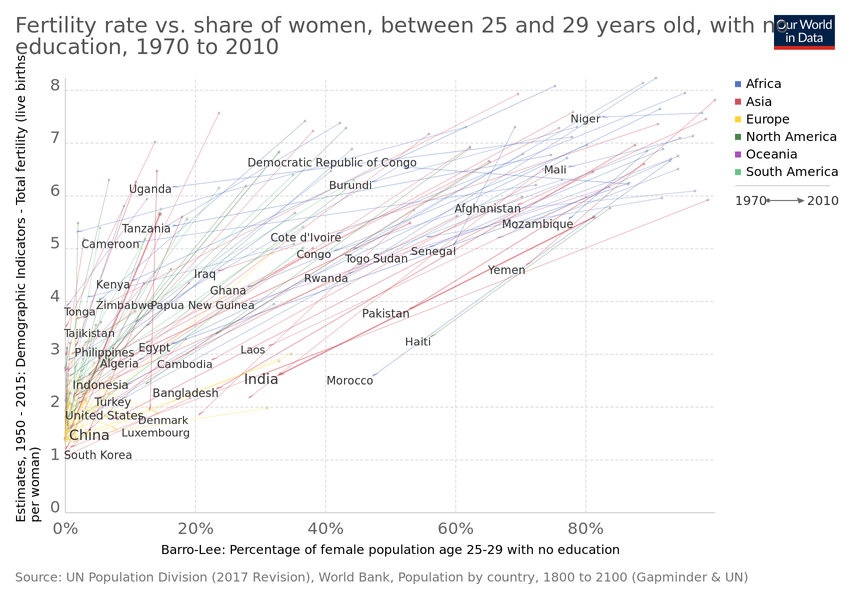 Fertility rate vs. share of women, between 25 and 29 years old, with no
education, 1970 to 2010
Our World
in Data
Estimates, 1950 - 2015: Demographic Indicators - Total fertility (live births
per woman)
8
7
6
5
4
3
2
1
0
0%
20%
40%
60%
80%
Barro-Lee: Percentage of female population age 25-29 with no education
Niger
Democratic Republic of Congo
Mali
Burundi
Uganda
Afghanistan
Mozambique
Tanzania
Cote d'Ivoire
Cameroon
Senegal
Congo
Togo
Sudan
Yemen
Iraq
Rwanda
Kenya
Ghana
Zimbabwe
Papua New Guinea
Tonga
Pakistan
Tajikistan
Haiti
Egypt
Laos
Philippines
Algeria
Cambodia
India
Morocco
Indonesia
Bangladesh
Turkey
United States
Denmark
China
Luxembourg
South Korea
Africa
Asia
Europe
North America
Oceania
South America
1970
2010
Source: UN Population Division (2017 Revision), World Bank, Population by country, 1800 to 2100 (Gapminder & UN)